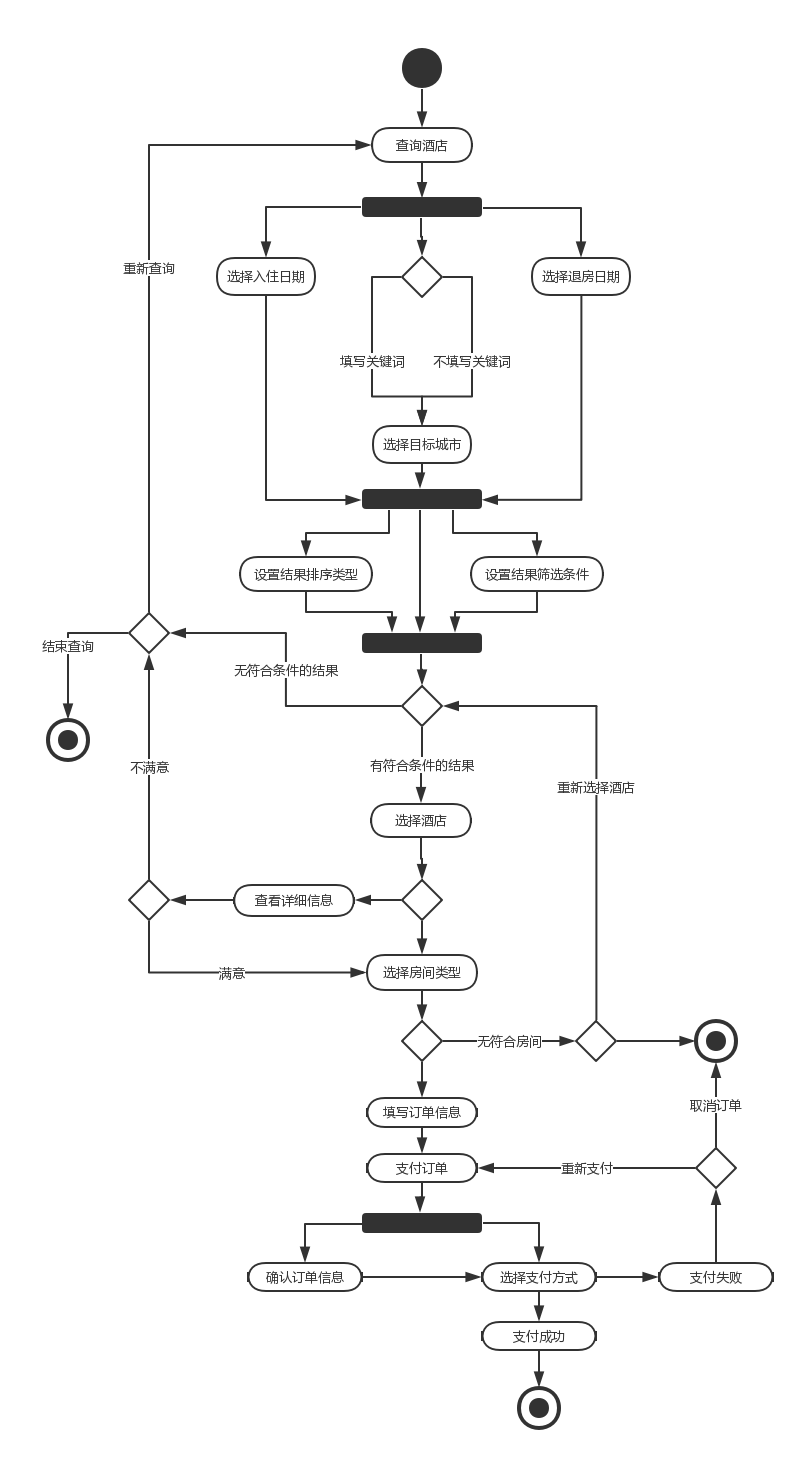 查询酒店
重新查询
选择入住日期
选择退房日期
填写关键词
不填写关键词
选择目标城市
设置结果排序类型
设置结果筛选条件
结束查询
无符合条件的结果
不满意
有符合条件的结果
重新选择酒店
选择酒店
查看详细信息
满意
选择房间类型
无符合房间
取消订单
填写订单信息
支付订单
重新支付
确认订单信息
选择支付方式
支付失败
支付成功